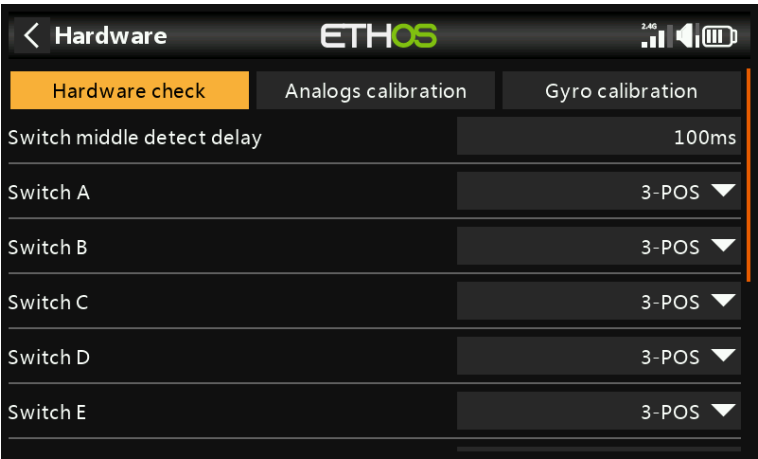 Hardware
ETHOS
2.4G
Hardware check
Analogs calibration
Gyro calibration
Switch middle detect delay
100ms
Switch A
3-POS
Switch B
3-POS
Switch C
3-POS
Switch D
3-POS
Switch E
3-POS